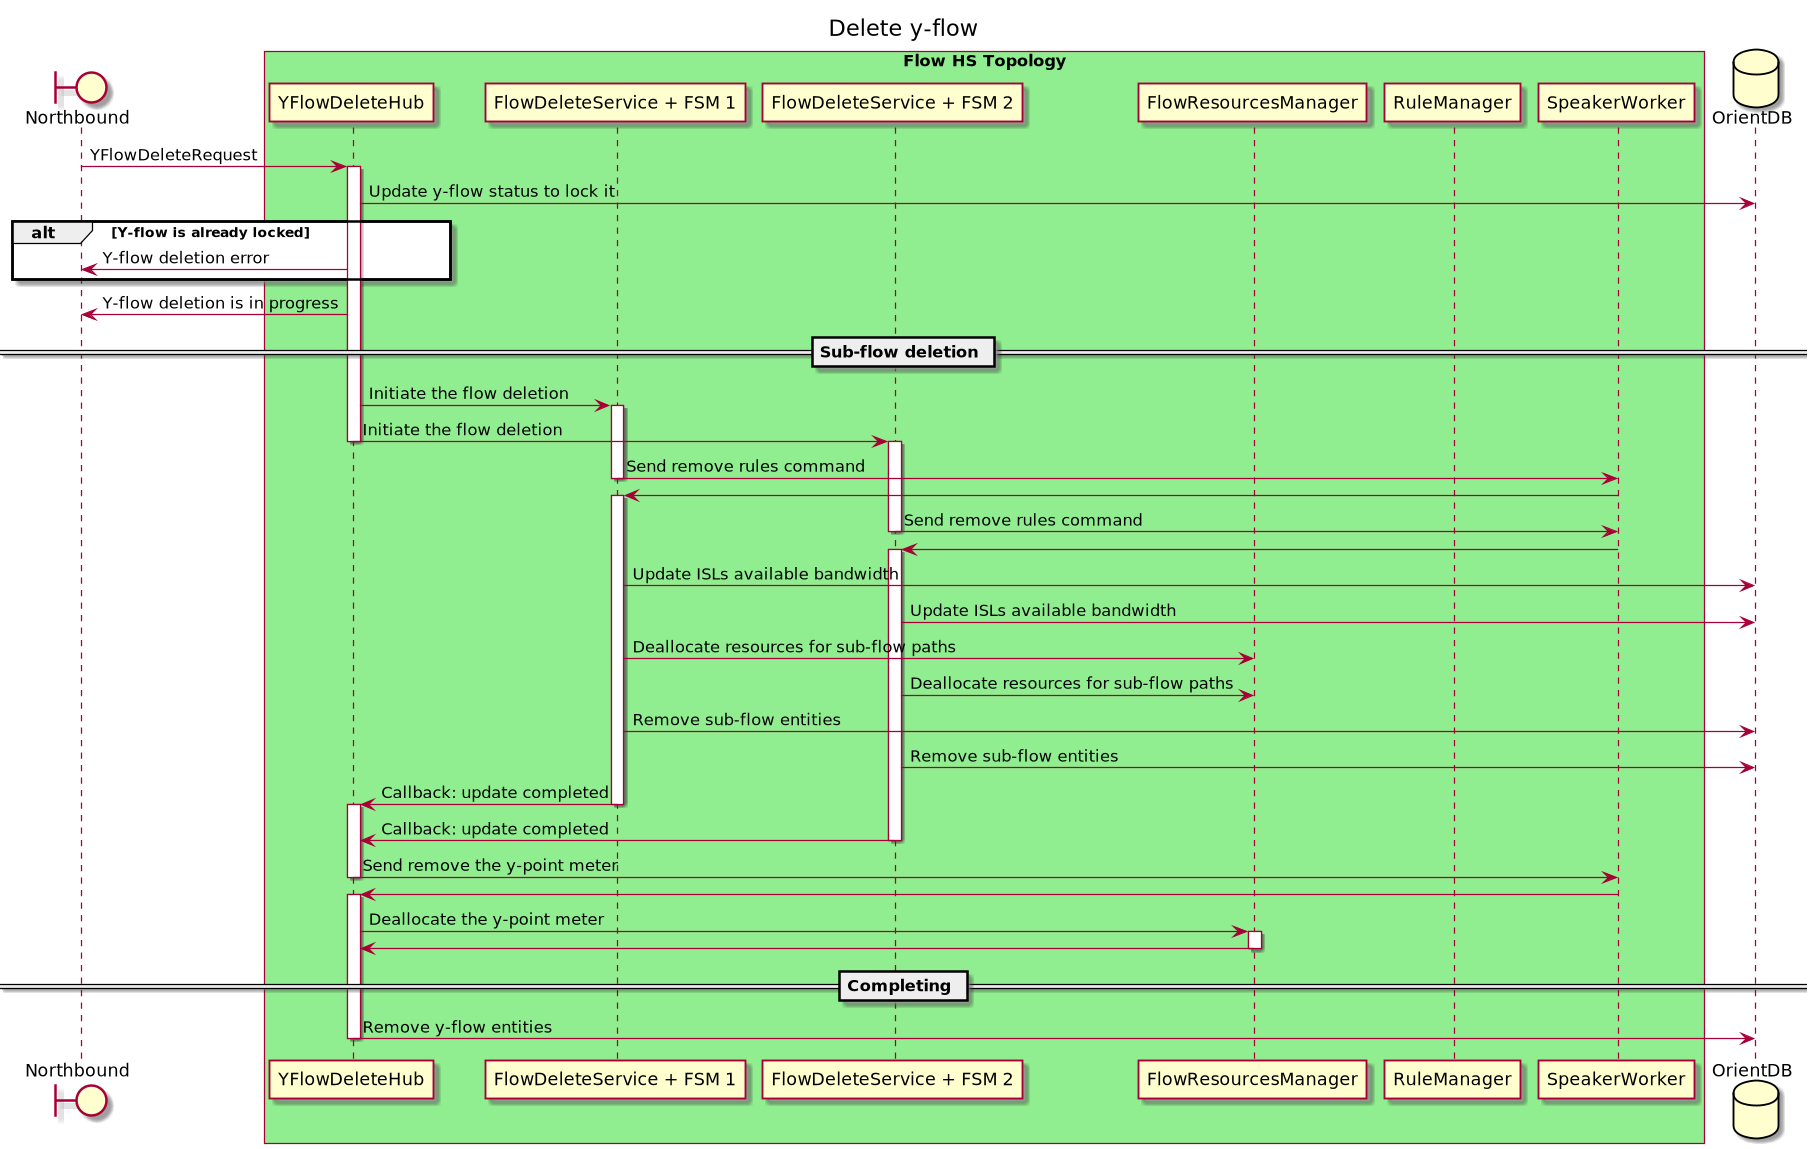 Delete y-flow
Flow HS Topology
Northbound
YFlowDeleteHub
FlowDeleteService + FSM 1
FlowDeleteService + FSM 2
FlowResourcesManager
RuleManager
SpeakerWorker
OrientDB
YFlowDeleteRequest
Update y-flow status to lock it
alt
[Y-flow is already locked]
Y-flow deletion error
Y-flow deletion is in progress
Sub-flow deletion
Initiate the flow deletion
Initiate the flow deletion
Send remove rules command
Send remove rules command
Update ISLs available bandwidth
Update ISLs available bandwidth
Deallocate resources for sub-flow paths
Deallocate resources for sub-flow paths
Remove sub-flow entities
Remove sub-flow entities
Callback: update completed
Callback: update completed
Send remove the y-point meter
Deallocate the y-point meter
Completing
Remove y-flow entities
Northbound
YFlowDeleteHub
FlowDeleteService + FSM 1
FlowDeleteService + FSM 2
FlowResourcesManager
RuleManager
SpeakerWorker
OrientDB